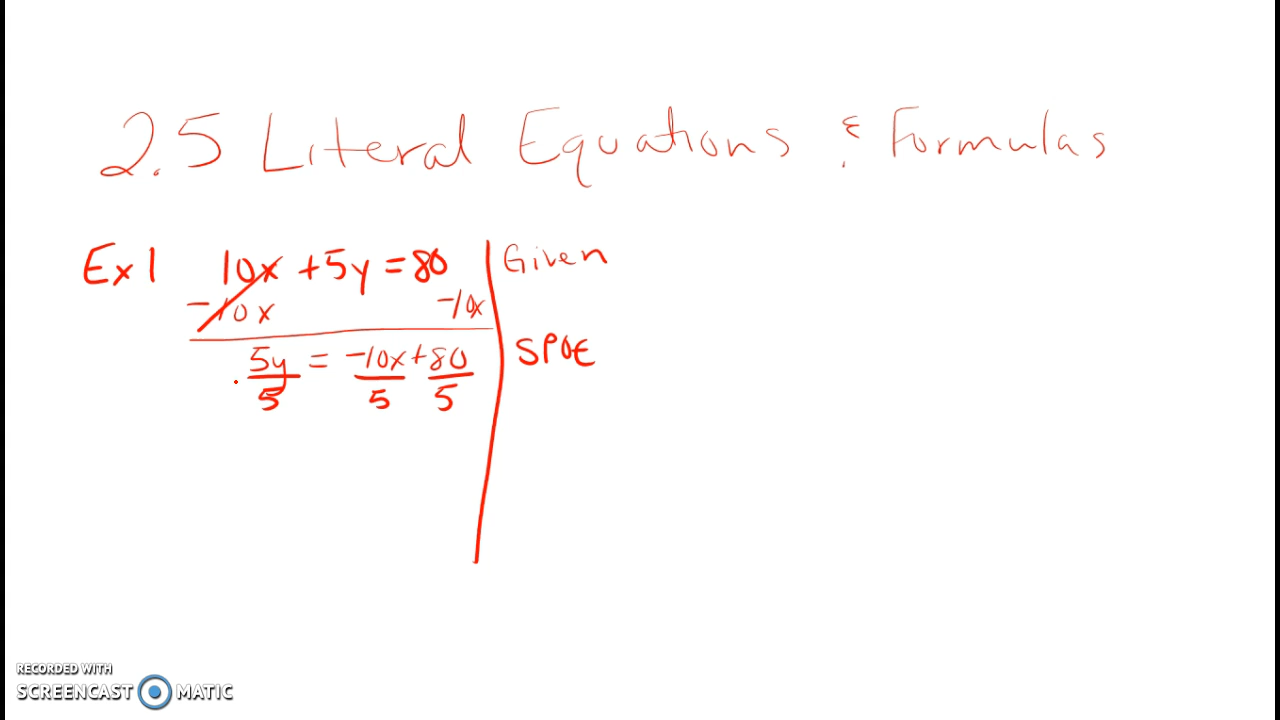 2.5 Literal Equations & Formulas
Ex 1 10x + 5y = 80 Given
-10x -10x
5y = -10x + 80 SPOE
5 5 5
RECORDED WITH
SCREENCAST MATIC